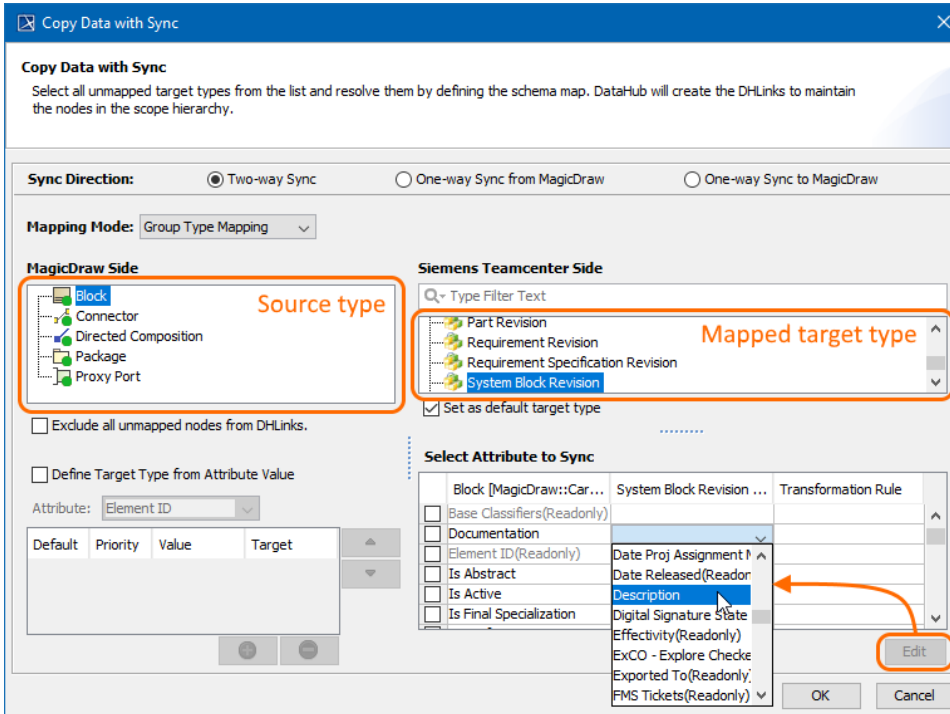 Copy Data with Sync
Copy Data with Sync
Select all unmapped target types from the list and resolve them by defining the schema map. DataHub will create the DHLinks to maintain
the nodes in the scope hierarchy.
Sync Direction: Two-way Sync One-way Sync from MagicDraw One-way Sync to MagicDraw
Mapping Mode: Group Type Mapping
MagicDraw Side
Block
Connector
Directed Composition
Package
Proxy Port
Source type
Exclude all unmapped nodes from DHLinks.
Define Target Type from Attribute Value
Attribute: Element ID
Default Priority Value Target
Siemens Teamcenter Side
Type Filter Text
Part Revision
Requirement Revision
Requirement Specification Revision
System Block Revision
Mapped target type
Set as default target type
Select Attribute to Sync
Block [MagicDraw::Car... System Block Revision ... Transformation Rule
Base Classifiers(Readonly)
Documentation
Element ID(Readonly)
Is Abstract
Is Active
Is Final Specialization
Date Proj Assignment
Date Released(Readon
Description
Digital Signature State
Effectivity(Readonly)
ExCO - Explore Checke
Exported To(Readonly)
FMS Tickets(Readonly)
Edit
OK Cancel